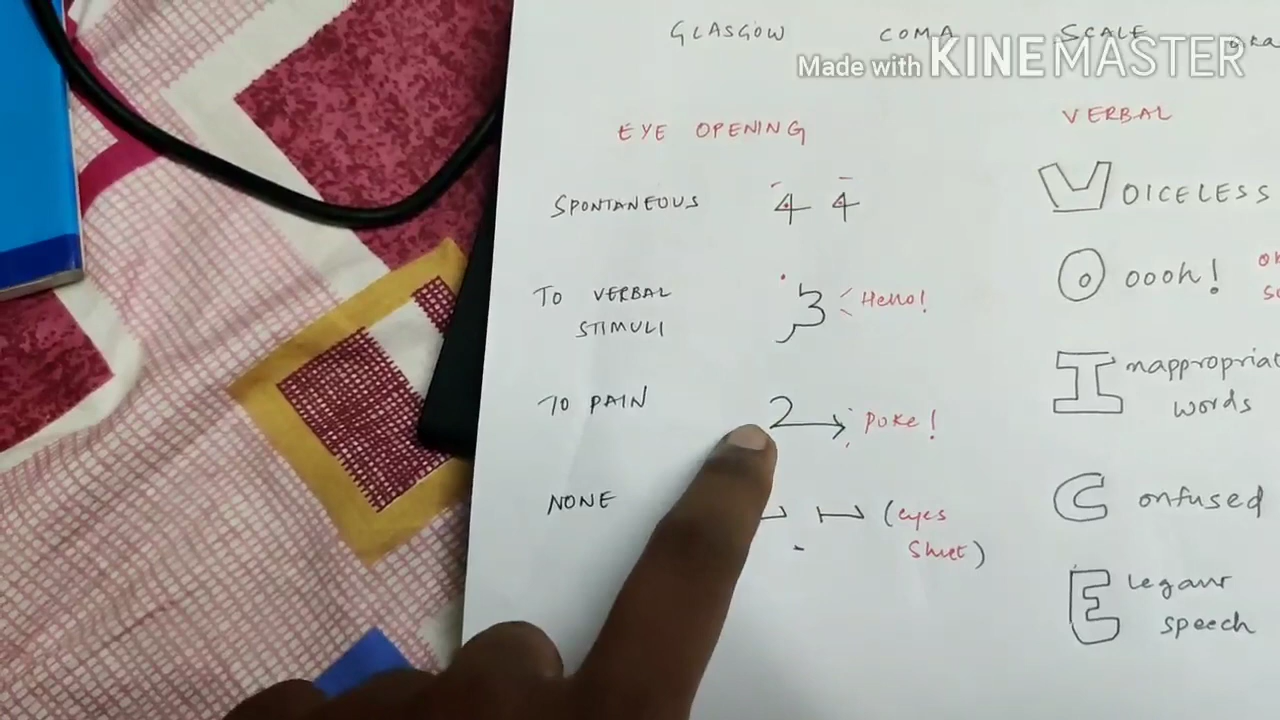 GLASGOW COMA SCALE
Made with KINEMASTER
EYE OPENING
SPONTANEOUS 4 4
TO VERBAL STIMULI 3 Hello!
TO PAIN 2 Poke!
NONE (eyes
Shut)
VERBAL
VOICELESS
O oooh!
Inappropriat
words
Confused
Elegant
speech